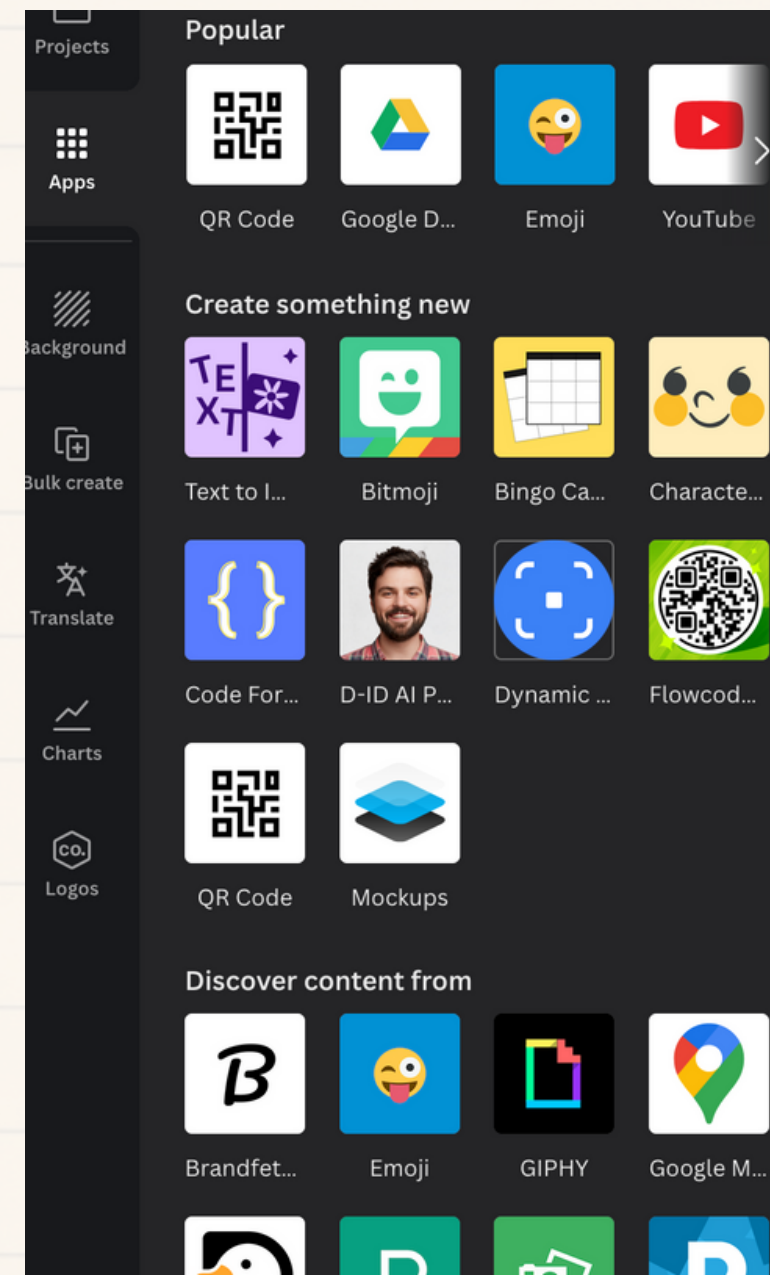 Projects
Apps
Background
Bulk create
Translate
Charts
CO.
Logos
Popular
QR Code Google D... Emoji YouTube
Create something new
TEXT
Text to I... Bitmoji Bingo Ca... Characte...
Code For... D-ID AI P... Dynamic ... Flowcod...
QR Code Mockups
Discover content from
B
Brandfet... Emoji GIPHY Google M...